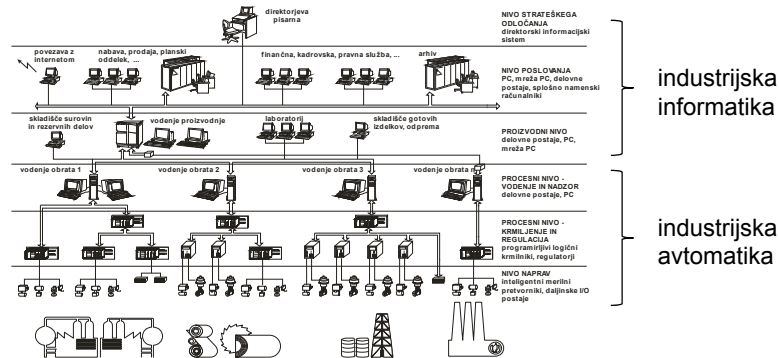 direktorjeva
pisarna
NIVO STRATEŠKEGA
ODLOČANJA
direktorski informacijski
sistem
povezava z
internetom
nabava, prodaja, planski
oddelek, ...
finančna, kadrovska, pravna služba, ...
arhiv
NIVO POSLOVANJA
PC, mreža PC, delovne
postaje, splošno namenski
računalniki
industrijska
informatika
skladišče surovin
in rezervnih delov
vodenje proizvodnje
laboratorij
skladišče gotovih
izdelkov, odprema
PROIZVODNI NIVO
delovne postaje, PC,
mreža PC
vodenje obrata 1
vodenje obrata 2
vodenje obrata 3
vodenje obrata n
PROCESNI NIVO -
VODENJE IN NADZOR
delovne postaje, PC
PROCESNI NIVO -
KRMILJENJE IN
REGULACIJA
programirljivi logični
krmilniki, regulatorji
industrijska
avtomatika
NIVO NAPRAV
inteligentni merilni
pretvorniki, daljinske I/O
postaje